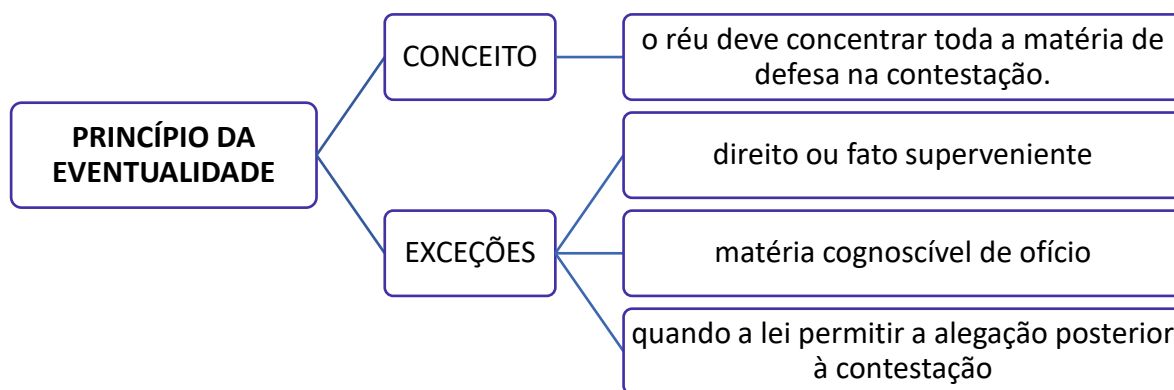 PRINCÍPIO DA
EVENTUALIDADE
CONCEITO
o réu deve concentrar toda a matéria de
defesa na contestação.
EXCEÇÕES
direito ou fato superveniente
matéria cognoscível de ofício
quando a lei permitir a alegação posterior
à contestação